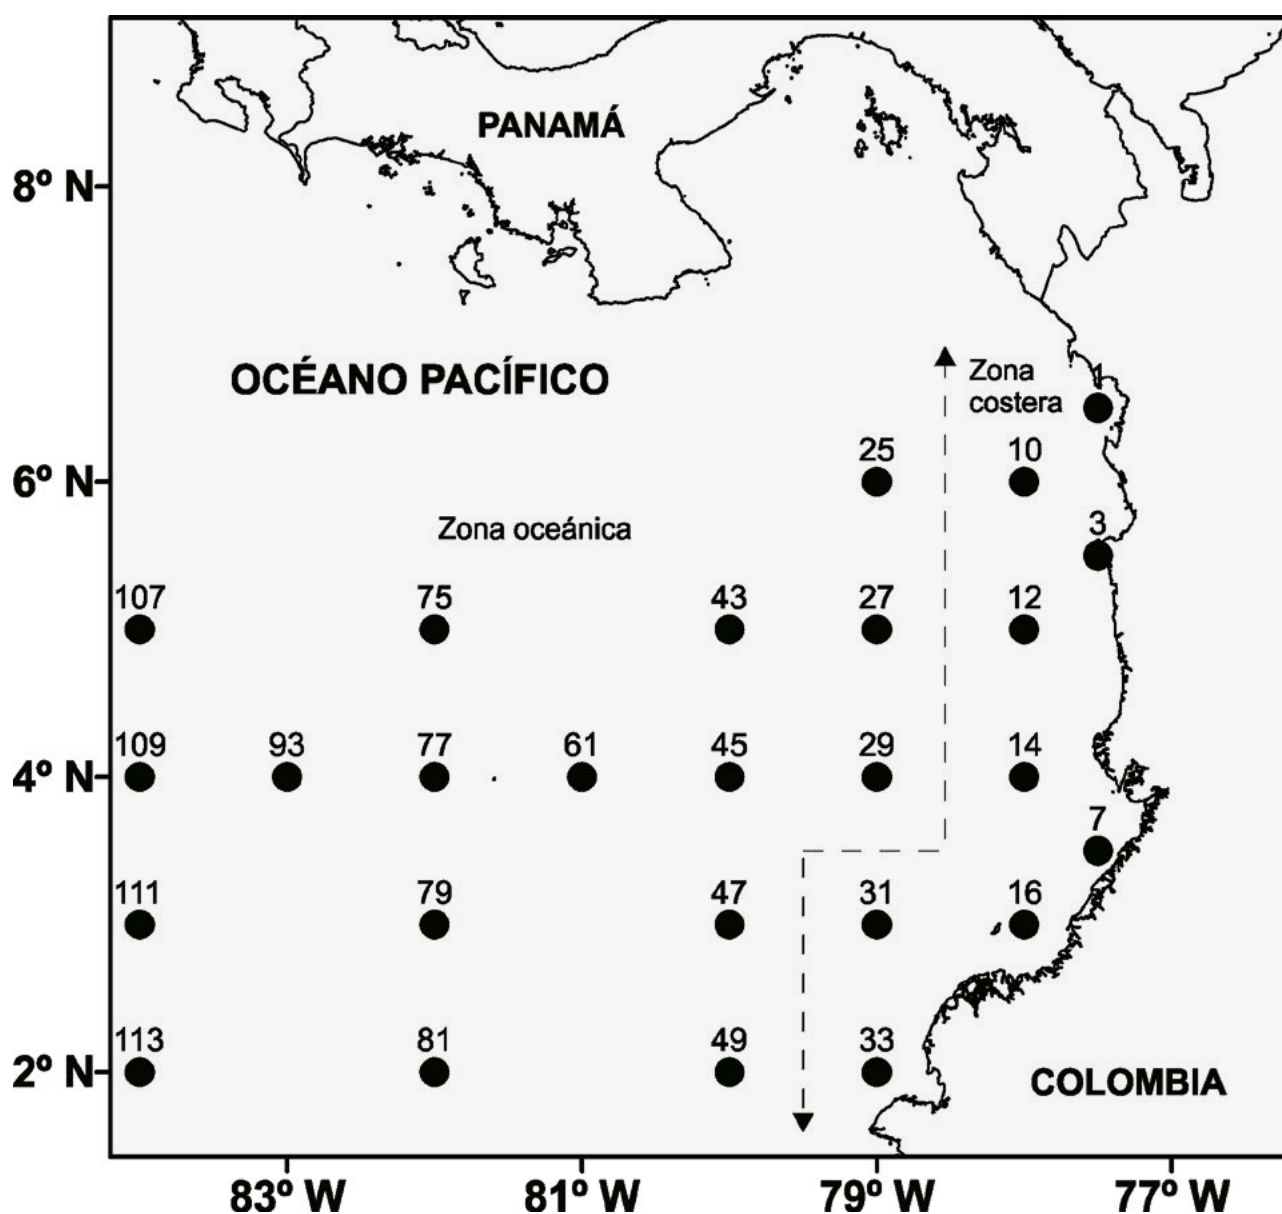 PANAMÁ
8º N
OCÉANO PACÍFICO
Zona
costera
1
25
10
6º N
Zona oceánica
3
107
75
43
27
12
109
93
77
61
45
29
14
4º N
7
111
79
47
31
16
113
81
49
33
2º N
COLOMBIA
83º W
81º W
79º W
77º W